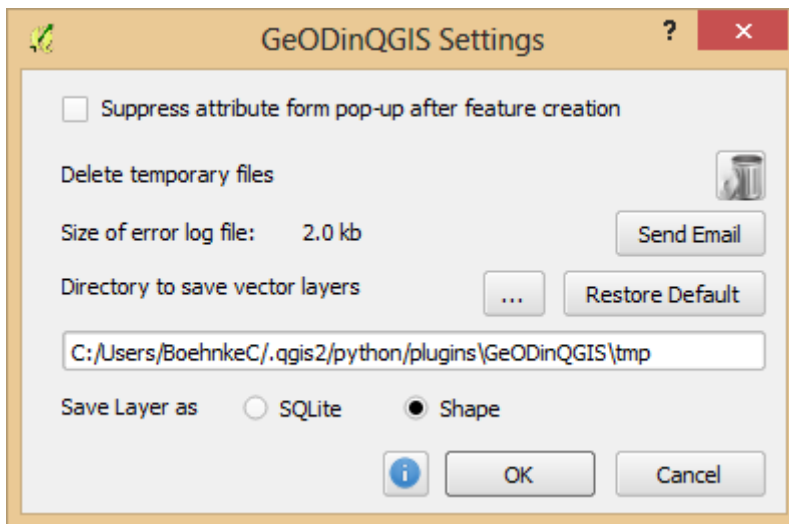 GeODinQGIS Settings ?
Suppress attribute form pop-up after feature creation
Delete temporary files
Size of error log file: 2.0 kb Send Email
Directory to save vector layers ... Restore Default
C:/Users/BoehnkeC/.qgis2/python/plugins\GeODinQGIS\tmp
Save Layer as SQLite Shape
i OK Cancel